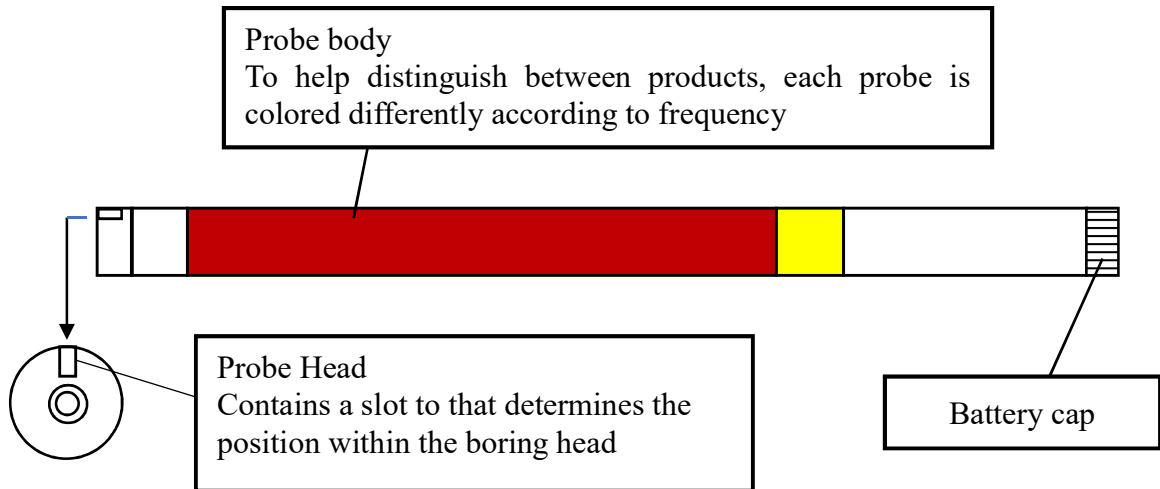 Probe body
To help distinguish between products, each probe is
colored differently according to frequency
Probe Head
Contains a slot to that determines the
position within the boring head
Battery cap